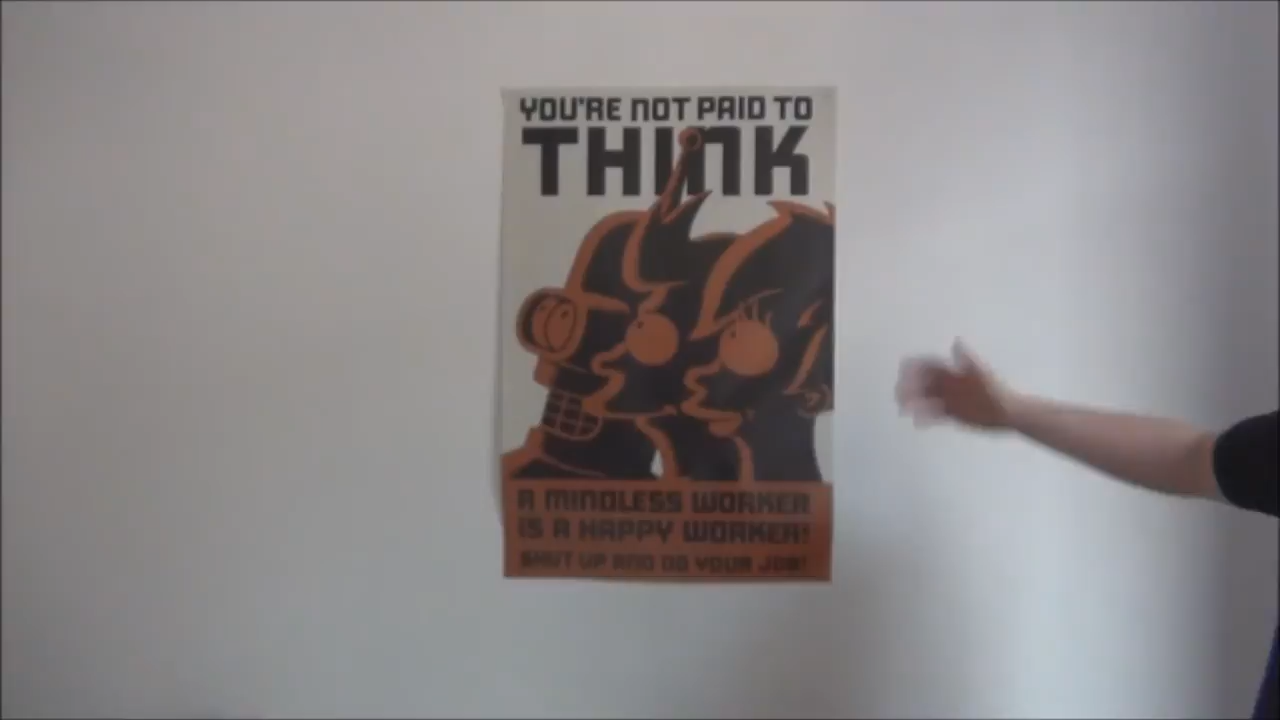 YOU'RE NOT PAID TO
THINK
A MINDLESS WORKER
IS A HAPPY WORKER!
SHUT UP AND DO YOUR JOB!